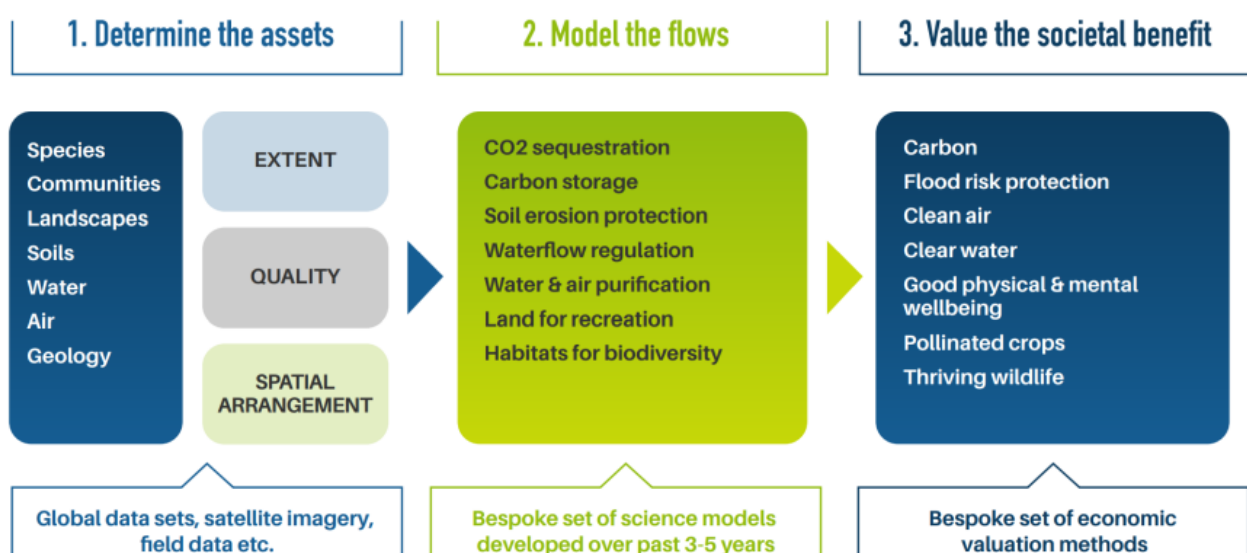 1. Determine the assets
2. Model the flows
3. Value the societal benefit
Species
Communities
Landscapes
Soils
Water
Air
Geology
EXTENT
QUALITY
SPATIAL
ARRANGEMENT
CO2 sequestration
Carbon storage
Soil erosion protection
Waterflow regulation
Water & air purification
Land for recreation
Habitats for biodiversity
Carbon
Flood risk protection
Clean air
Clear water
Good physical & mental
wellbeing
Pollinated crops
Thriving wildlife
Global data sets, satellite imagery,
field data etc.
Bespoke set of science models
developed over past 3-5 years
Bespoke set of economic
valuation methods